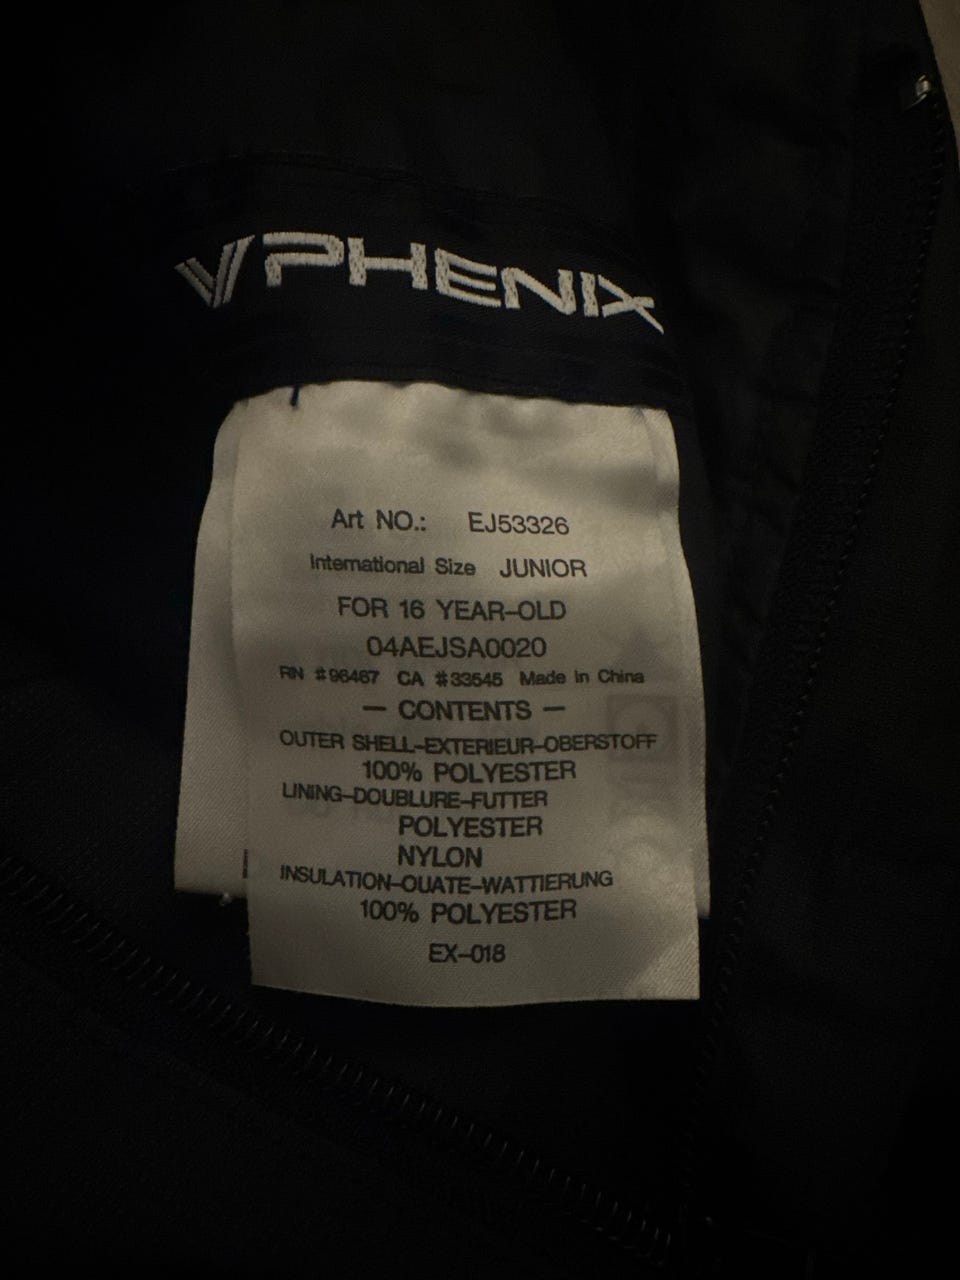 PHENIX
Art NO.: EJ53326
International Size JUNIOR
FOR 16 YEAR-OLD
04AEJSA0020
RN #96467 CA #33545 Made in China
— CONTENTS —
OUTER SHELL-EXTERIEUR-OBERSTOFF
100% POLYESTER
LINING-DOUBLURE-FUTTER
POLYESTER
NYLON
INSULATION-OUATE-WATTIERUNG
100% POLYESTER
EX-018